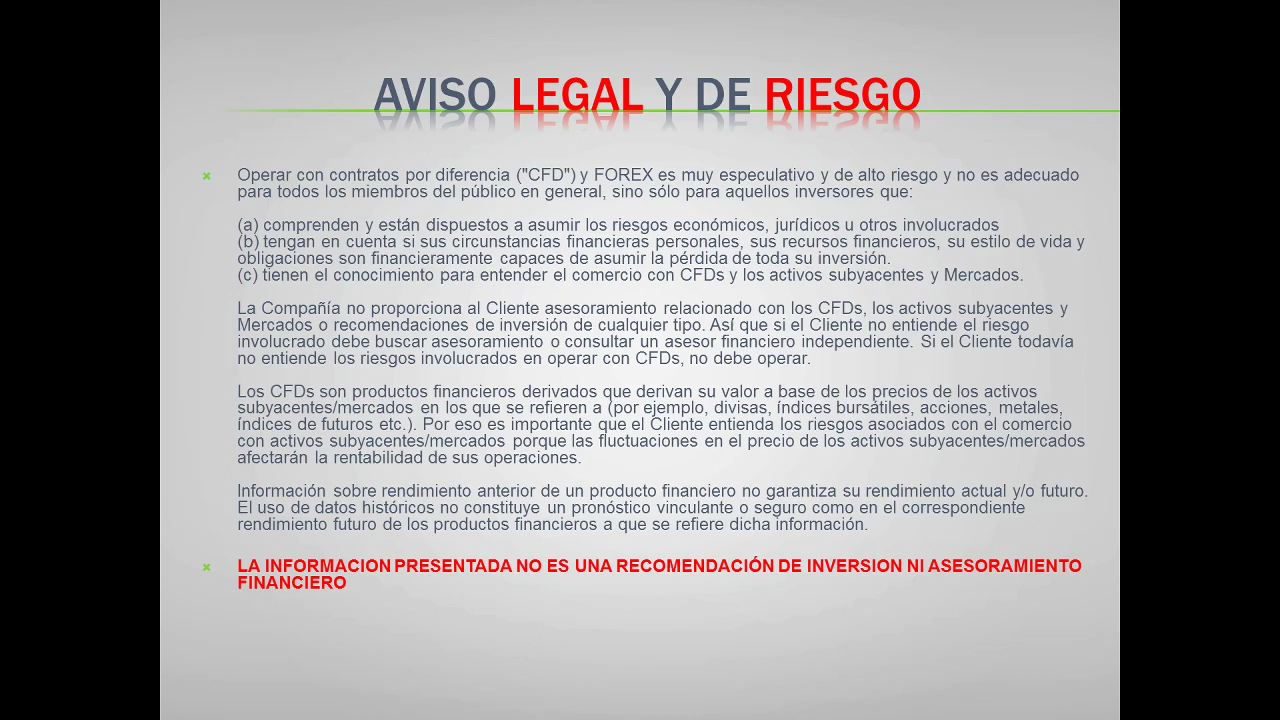 AVISO LEGAL Y DE RIESGO
Operar con contratos por diferencia ("CFD") y FOREX es muy especulativo y de alto riesgo y no es adecuado
para todos los miembros del público en general, sino sólo para aquellos inversores que:
(a) comprenden y están dispuestos a asumir los riesgos económicos, jurídicos u otros involucrados
(b) tengan en cuenta si sus circunstancias financieras personales, sus recursos financieros, su estilo de vida y
obligaciones son financieramente capaces de asumir la pérdida de toda su inversión.
(c) tienen el conocimiento para entender el comercio con CFDs y los activos subyacentes y Mercados.
La Compañía no proporciona al Cliente asesoramiento relacionado con los CFDs, los activos subyacentes y
Mercados o recomendaciones de inversión de cualquier tipo. Así que si el Cliente no entiende el riesgo
involucrado debe buscar asesoramiento o consultar un asesor financiero independiente. Si el Cliente todavía
no entiende los riesgos involucrados en operar con CFDs, no debe operar.
Los CFDs son productos financieros derivados que derivan su valor a base de los precios de los activos
subyacentes/mercados en los que se refieren a (por ejemplo, divisas, índices bursátiles, acciones, metales,
índices de futuros etc.). Por eso es importante que el Cliente entienda los riesgos asociados con el comercio
con activos subyacentes/mercados porque las fluctuaciones en el precio de los activos subyacentes/mercados
afectarán la rentabilidad de sus operaciones.
Información sobre rendimiento anterior de un producto financiero no garantiza su rendimiento actual y/o futuro.
El uso de datos históricos no constituye un pronóstico vinculante o seguro como en el correspondiente
rendimiento futuro de los productos financieros a que se refiere dicha información.
LA INFORMACION PRESENTADA NO ES UNA RECOMENDACIÓN DE INVERSION NI ASESORAMIENTO
FINANCIERO